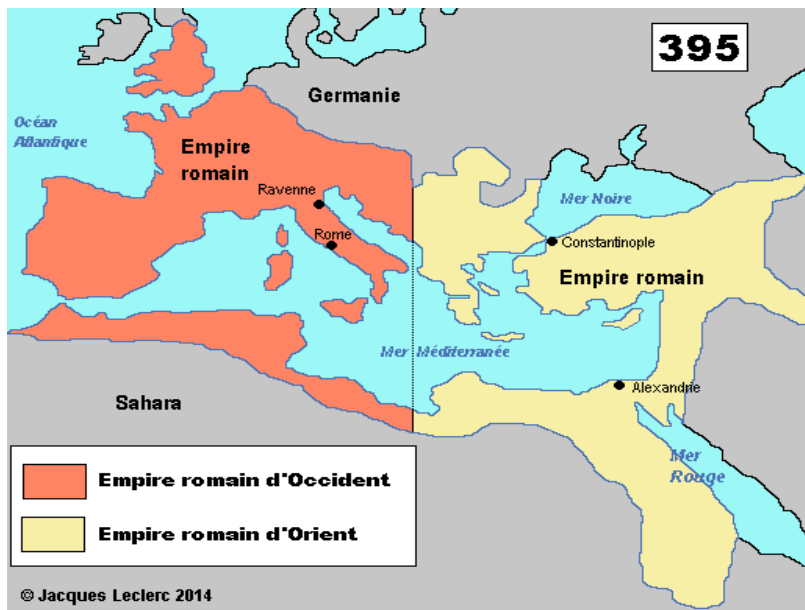 395
Germanie
Océan
Atlantique
Empire
romain
Ravenne
Mer Noire
Rome
Constantinople
Empire romain
Mer Méditerranée
Alexandrie
Sahara
Mer
Rouge
Empire romain d'Occident
Empire romain d'Orient
© Jacques Leclerc 2014